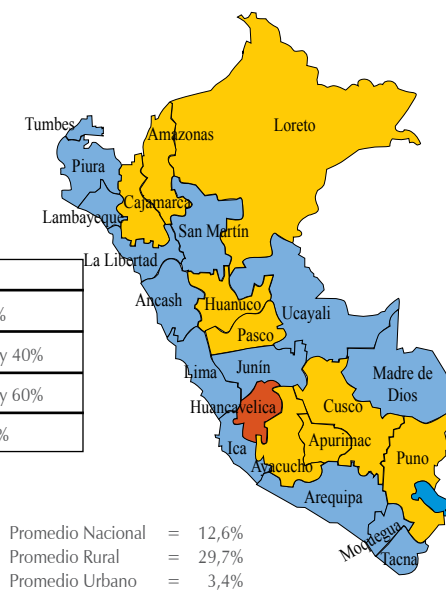 Loreto
Tumbes
Amazonas
Piura
Cajamarca
Lambayeque
San Martín
La Libertad
Ancash
Huanuco
Ucayali
%
Pasco
y 40%
Lima
Junín
Madre de
Dios
y 60%
Huancavelica
Cusco
%
Ica
Apurimac
Puno
Ayacucho
Arequipa
Moquegua
Tacna
Promedio Nacional = 12,6%
Promedio Rural = 29,7%
Promedio Urbano = 3,4%